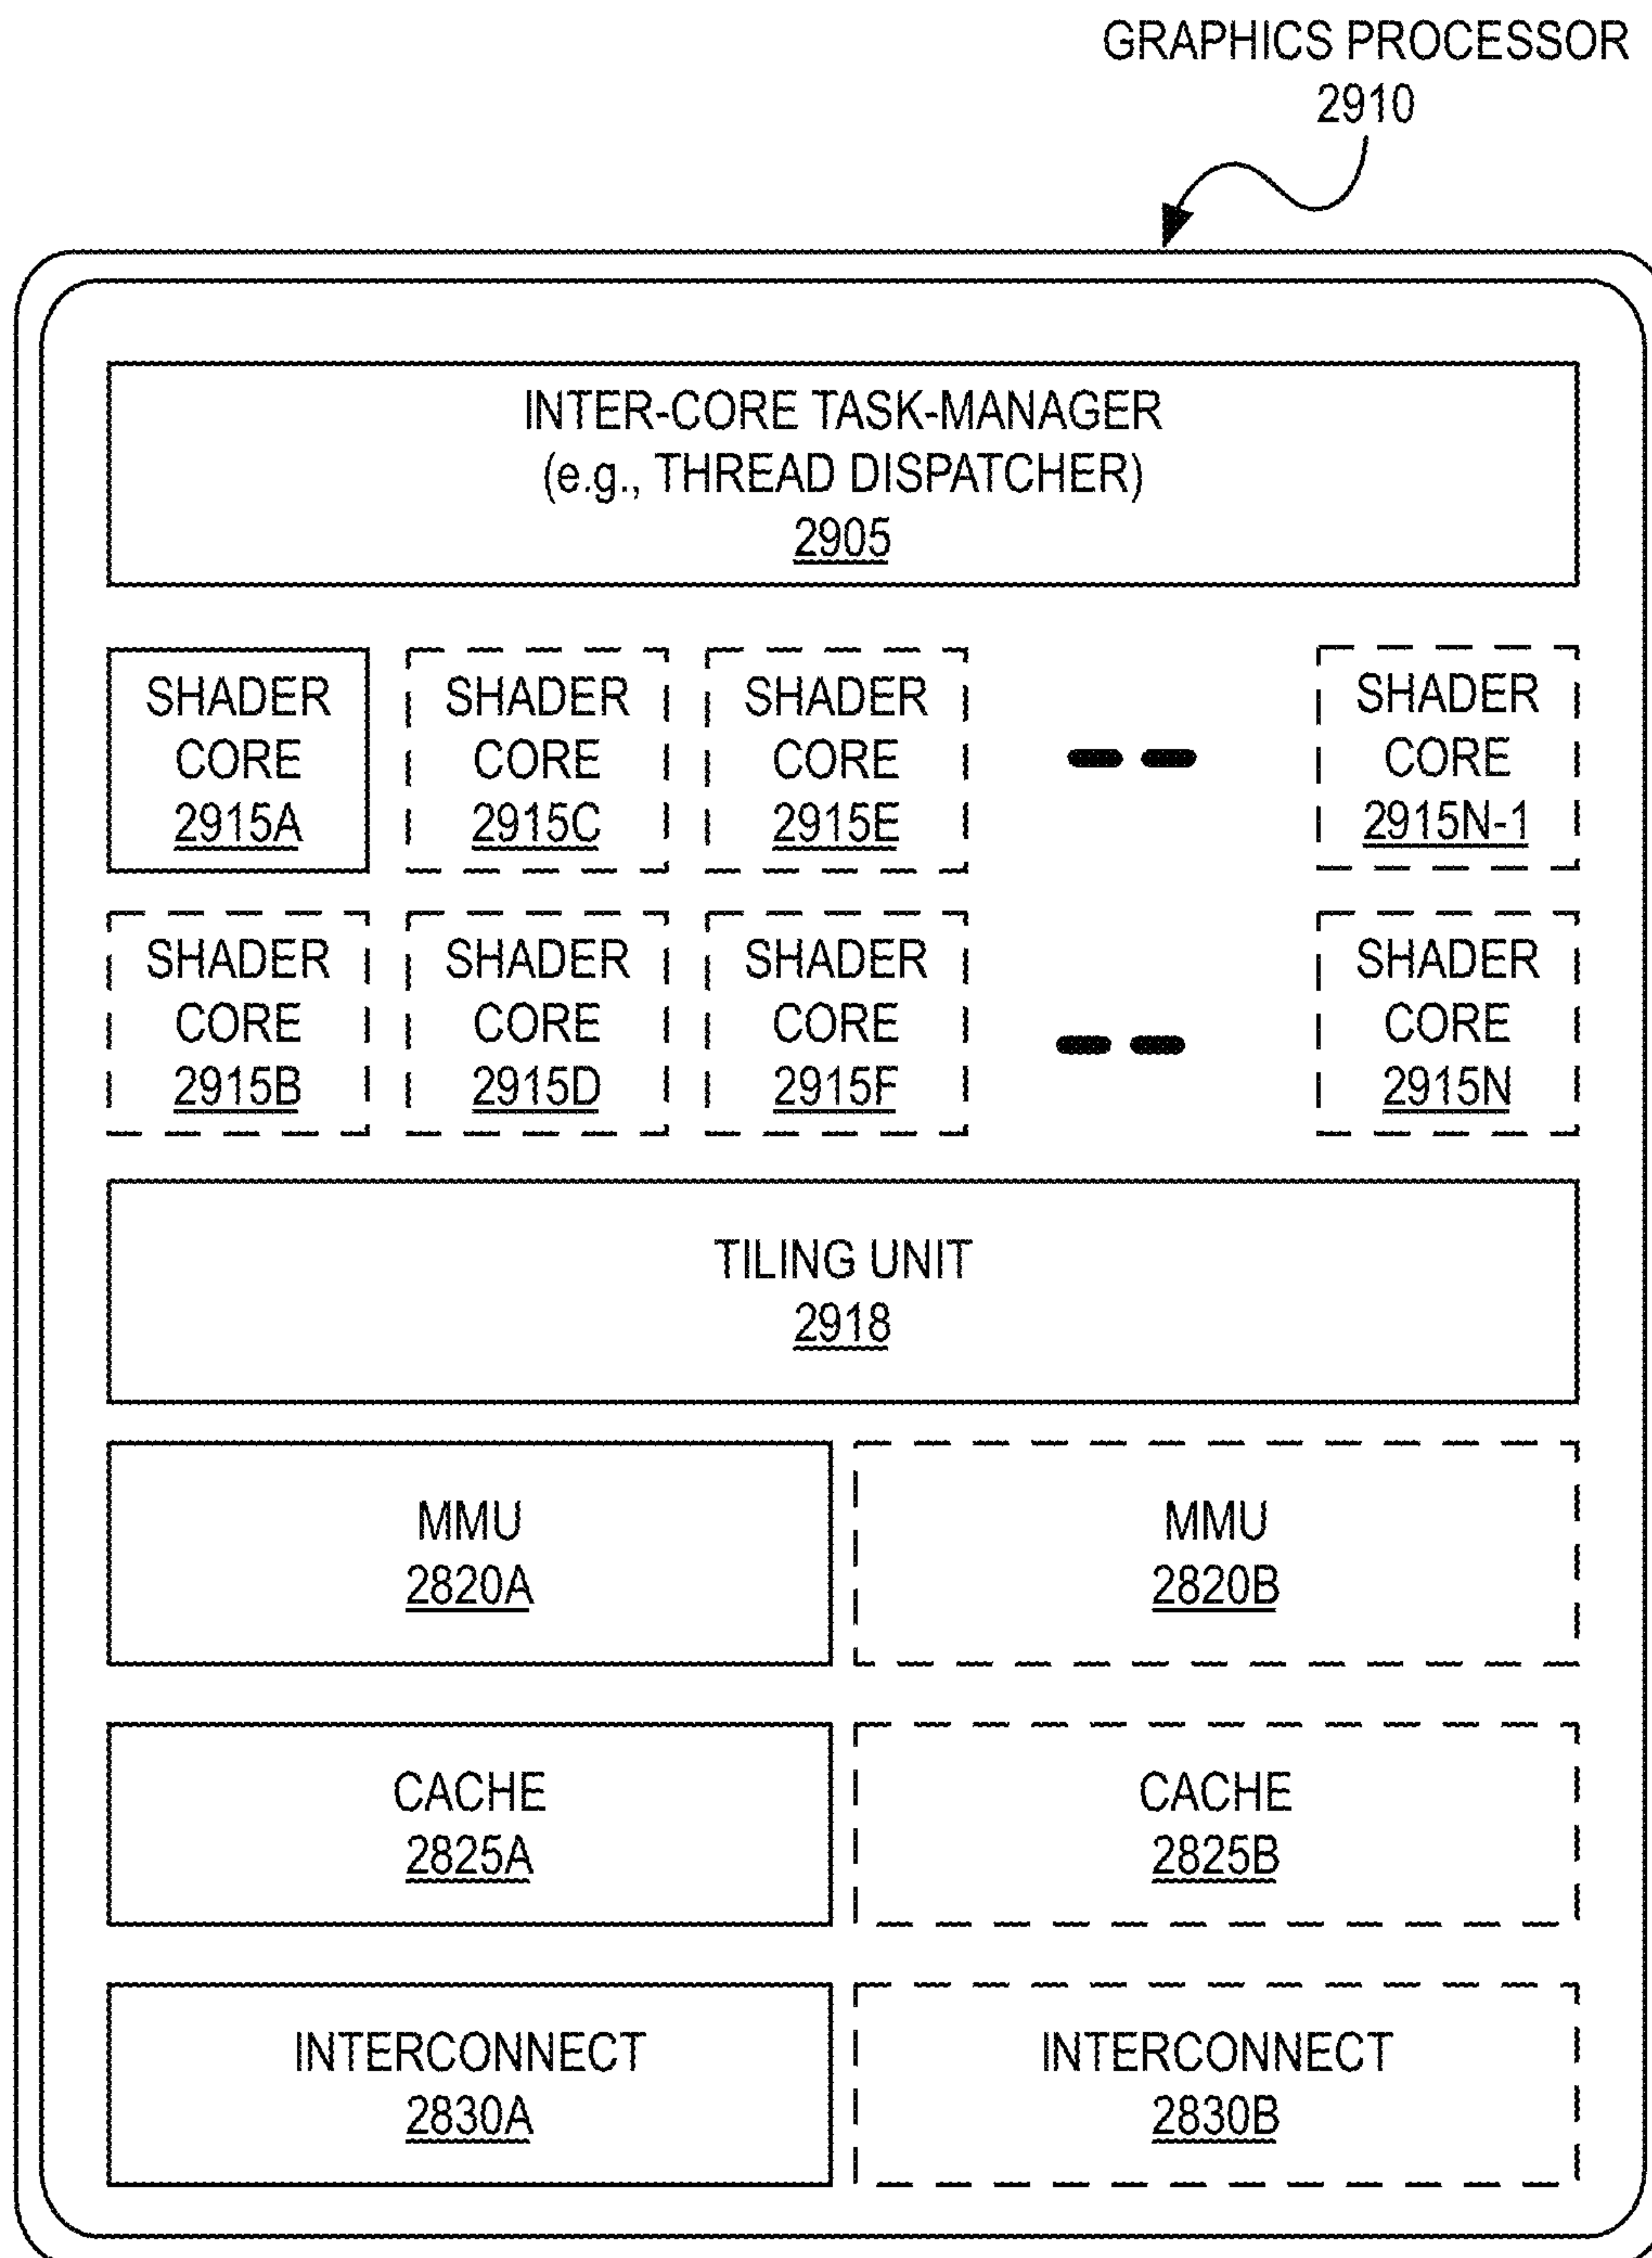 GRAPHICS PROCESSOR
2910
INTER-CORE TASK-MANAGER
(e.g., THREAD DISPATCHER)
2905
SHADER
CORE
2915A
SHADER
CORE
2915C
SHADER
CORE
2915E
SHADER
CORE
2915N-1
SHADER
CORE
2915B
SHADER
CORE
2915D
SHADER
CORE
2915F
SHADER
CORE
2915N
TILING UNIT
2918
MMU
2820A
MMU
2820B
CACHE
2825A
CACHE
2825B
INTERCONNECT
2830A
INTERCONNECT
2830B